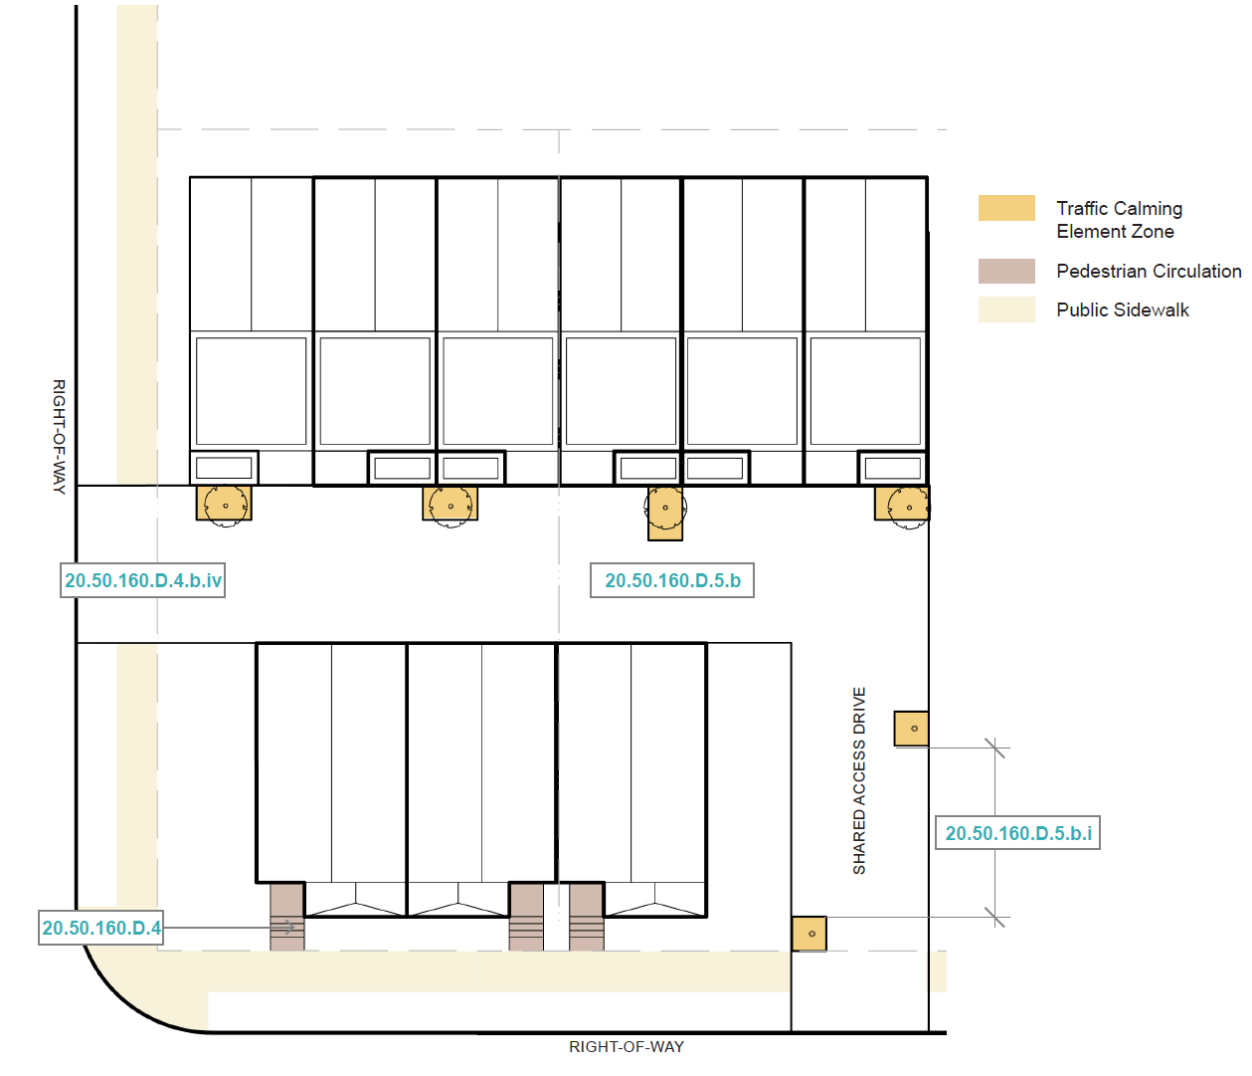 Traffic Calming
Element Zone
Pedestrian Circulation
Public Sidewalk
RIGHT-OF-WAY
20.50.160.D.4.b.iv
20.50.160.D.5.b
SHARED ACCESS DRIVE
20.50.160.D.5.b.i
20.50.160.D.4
RIGHT-OF-WAY